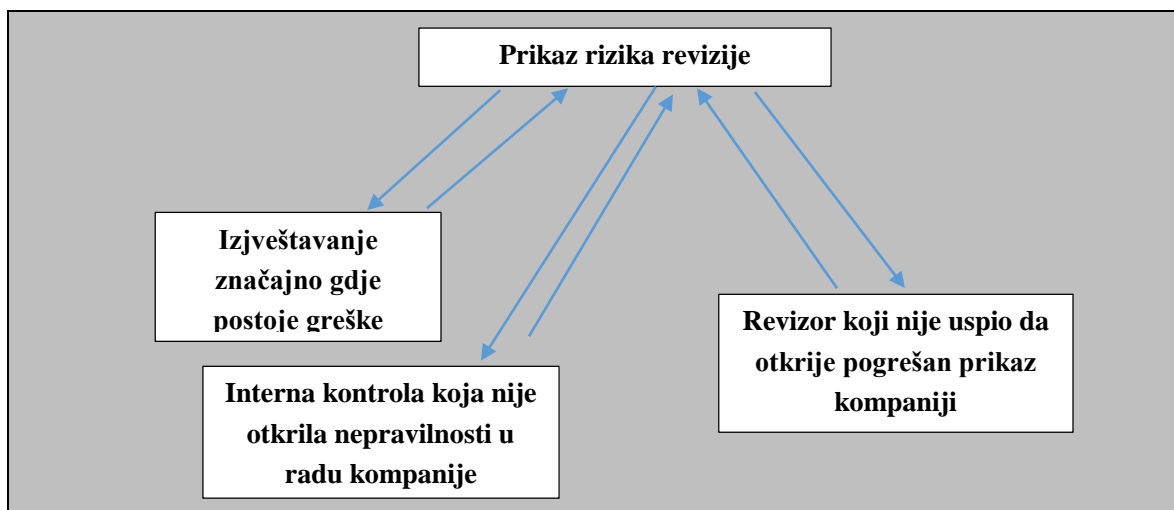 Prikaz rizika revizije
Izjveštavanje
značajno gdje
postoje greške
Interna kontrola koja nije
otkrila nepravilnosti u
radu kompanije
Revizor koji nije uspio da
otkrije pogrešan prikaz
kompaniji